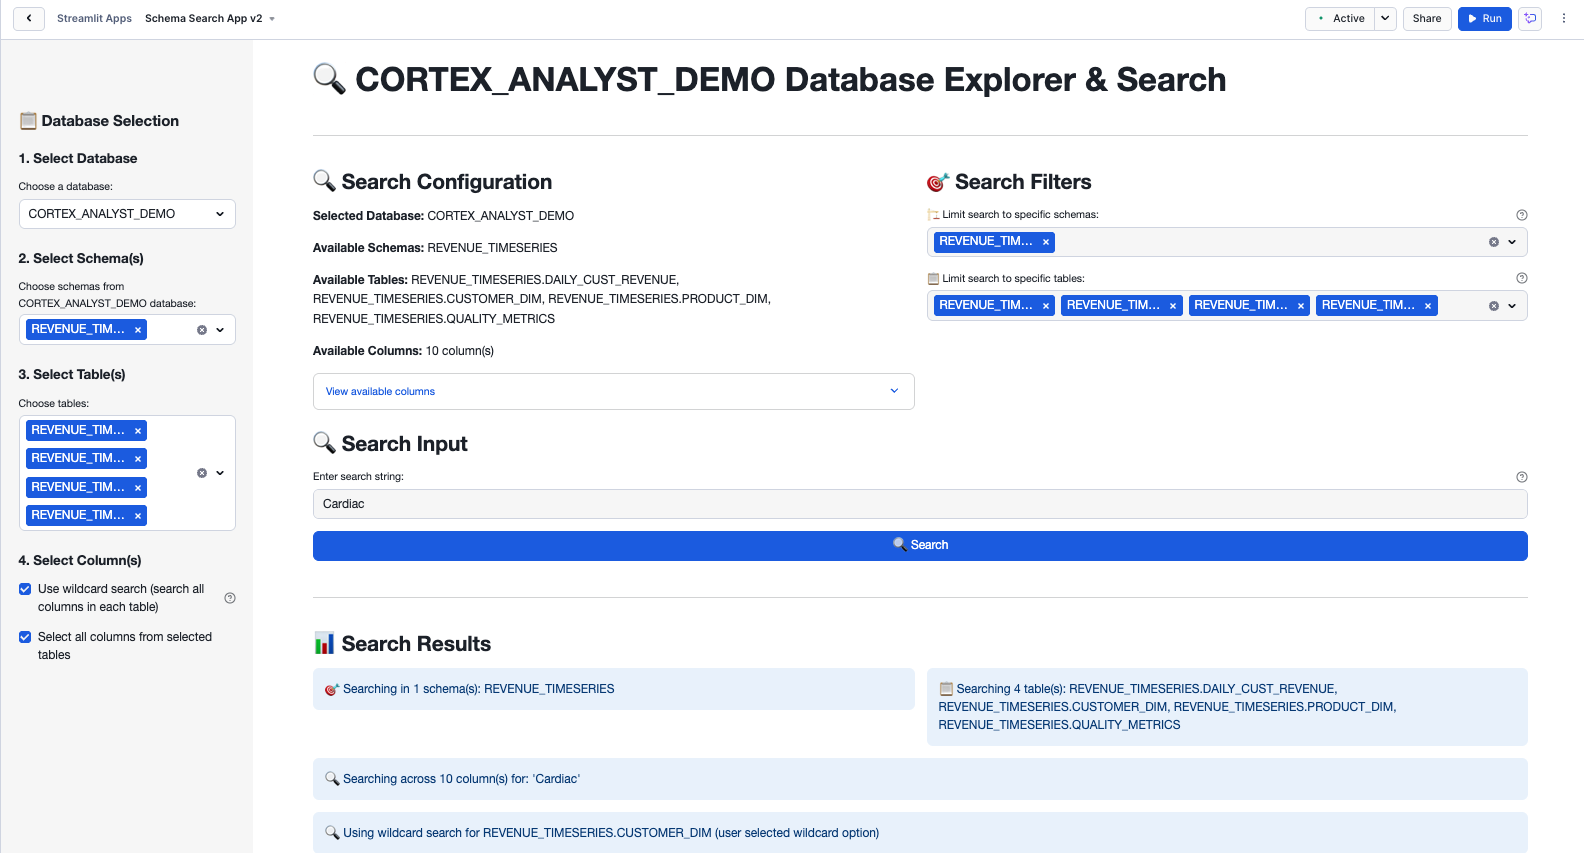 Streamlit Apps Schema Search App v2
Active Share Run
Database Selection
1. Select Database
Choose a database:
CORTEX_ANALYST_DEMO
2. Select Schema(s)
Choose schemas from
CORTEX_ANALYST_DEMO database:
REVENUE_TIM... ×
3. Select Table(s)
Choose tables:
REVENUE_TIM... ×
REVENUE_TIM... ×
REVENUE_TIM... ×
REVENUE_TIM... ×
4. Select Column(s)
Use wildcard search (search all
columns in each table)
Select all columns from selected
tables
CORTEX_ANALYST_DEMO Database Explorer & Search
Search Configuration
Selected Database: CORTEX_ANALYST_DEMO
Available Schemas: REVENUE_TIMESERIES
Available Tables: REVENUE_TIMESERIES.DAILY_CUST_REVENUE,
REVENUE_TIMESERIES.CUSTOMER_DIM, REVENUE_TIMESERIES.PRODUCT_DIM,
REVENUE_TIMESERIES.QUALITY_METRICS
Available Columns: 10 column(s)
View available columns
Search Filters
Limit search to specific schemas:
REVENUE_TIM... ×
Limit search to specific tables:
REVENUE_TIM... × REVENUE_TIM... × REVENUE_TIM... × REVENUE_TIM... ×
Search Input
Enter search string:
Cardiac
Search
Search Results
Searching in 1 schema(s): REVENUE_TIMESERIES
Searching 4 table(s): REVENUE_TIMESERIES.DAILY_CUST_REVENUE,
REVENUE_TIMESERIES.CUSTOMER_DIM, REVENUE_TIMESERIES.PRODUCT_DIM,
REVENUE_TIMESERIES.QUALITY_METRICS
Searching across 10 column(s) for: 'Cardiac'
Using wildcard search for REVENUE_TIMESERIES.CUSTOMER_DIM (user selected wildcard option)